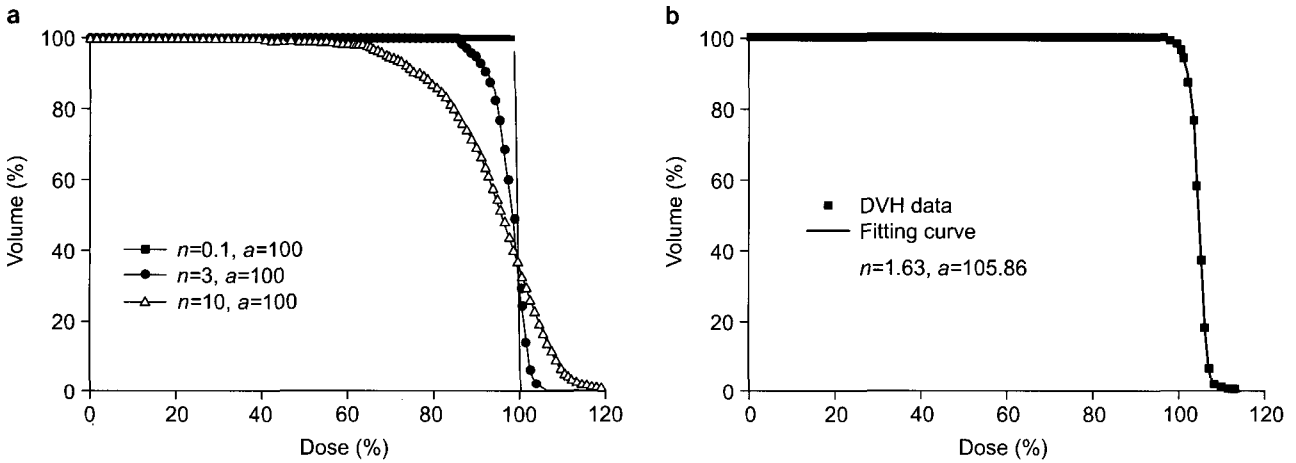 a
100
80
60
40
20
0
Volume (%)
n=0.1, a=100
n=3, a=100
n=10, a=100
0 20 40 60 80 100 120
Dose (%)
b
100
80
60
40
20
0
Volume (%)
DVH data
Fitting curve
n=1.63, a=105.86
0 20 40 60 80 100 120
Dose (%)